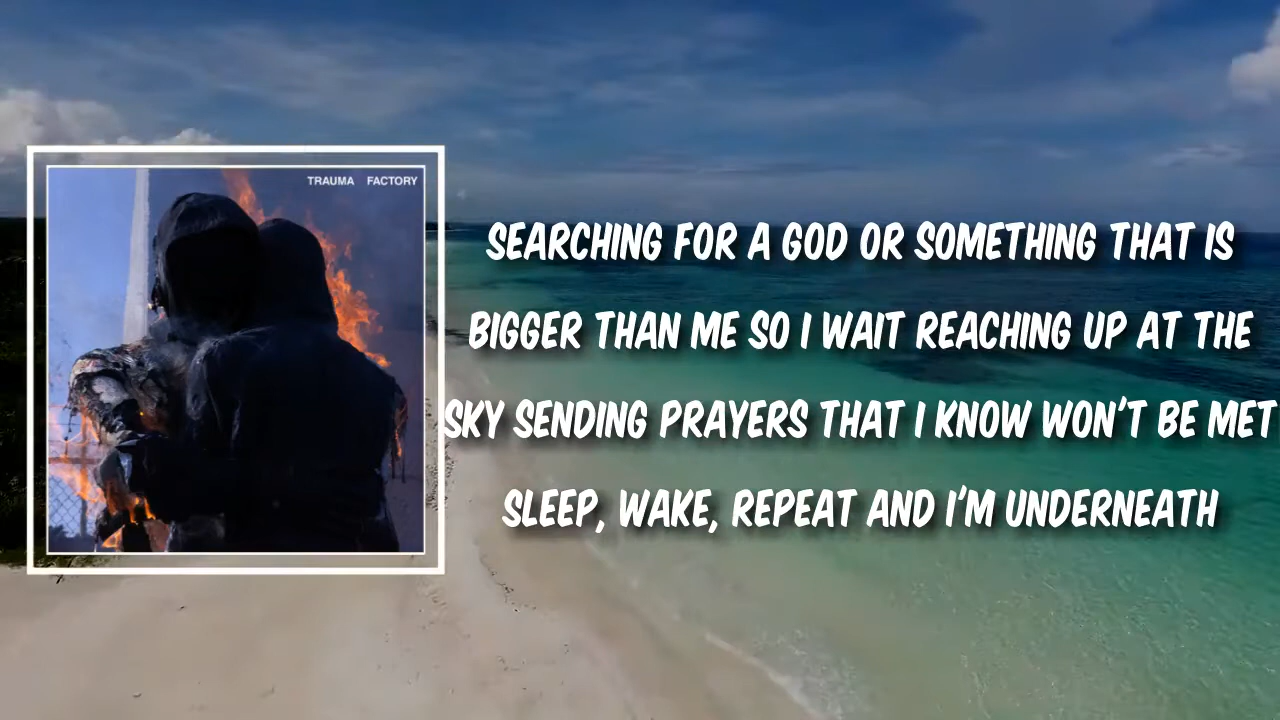 TRAUMA FACTORY
SEARCHING FOR A GOD OR SOMETHING THAT IS
BIGGER THAN ME SO I WAIT REACHING UP AT THE
SKY SENDING PRAYERS THAT I KNOW WON'T BE MET
SLEEP, WAKE, REPEAT AND I'M UNDERNEATH